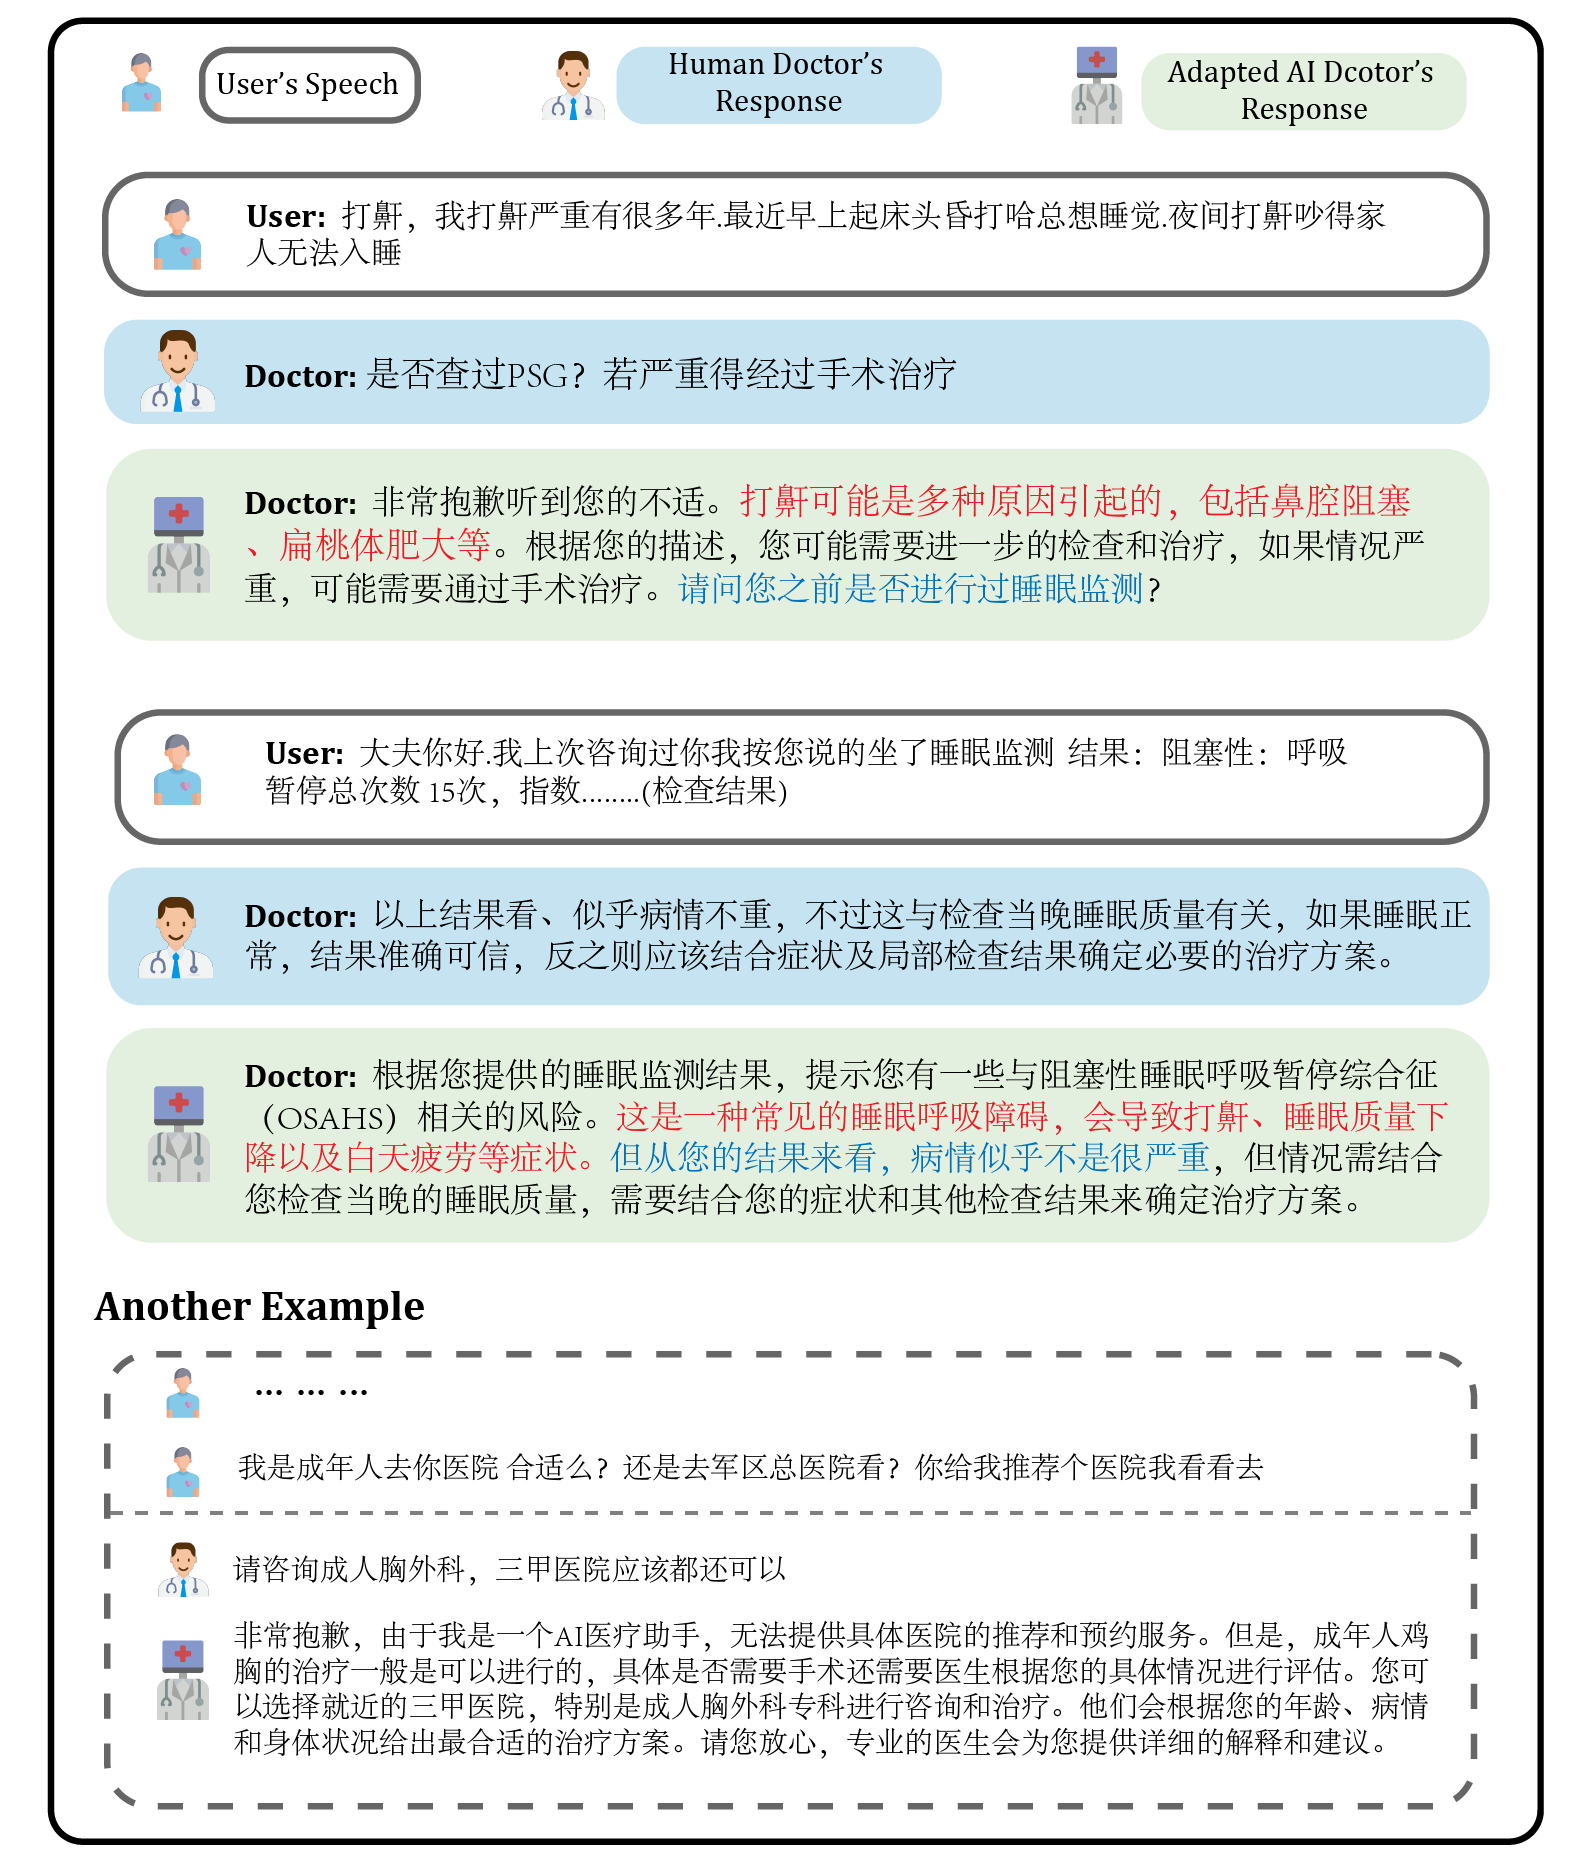 User's Speech
Human Doctor's
Response
Adapted AI Dcotor's
Response
User: 打鼾，我打鼾严重有很多年.最近早上起床头昏打哈总想睡觉.夜间打鼾吵得家
人无法入睡
Doctor: 是否查过PSG？若严重得经过手术治疗
Doctor: 非常抱歉听到您的不适。打鼾可能是多种原因引起的，包括鼻腔阻塞
、扁桃体肥大等。根据您的描述，您可能需要进一步的检查和治疗，如果情况严
重，可能需要通过手术治疗。请问您之前是否进行过睡眠监测？
User: 大夫你好.我上次咨询过你我按您说的坐了睡眠监测 结果：阻塞性：呼吸
暂停总次数 15次，指数........(检查结果)
Doctor: 以上结果看、似乎病情不重，不过这与检查当晚睡眠质量有关，如果睡眠正
常，结果准确可信，反之则应该结合症状及局部检查结果确定必要的治疗方案。
Doctor: 根据您提供的睡眠监测结果，提示您有一些与阻塞性睡眠呼吸暂停综合征
（OSAHS）相关的风险。这是一种常见的睡眠呼吸障碍，会导致打鼾、睡眠质量下
降以及白天疲劳等症状。但从您的结果来看，病情似乎不是很严重，但情况需结合
您检查当晚的睡眠质量，需要结合您的症状和其他检查结果来确定治疗方案。
Another Example
... ... ...
我是成年人去你医院 合适么？还是去军区总医院看？你给我推荐个医院我看看去
请咨询成人胸外科，三甲医院应该都还可以
非常抱歉，由于我是一个AI医疗助手，无法提供具体医院的推荐和预约服务。但是，成年人鸡
胸的治疗一般是可以进行的，具体是否需要手术还需要医生根据您的具体情况进行评估。您可
以选择就近的三甲医院，特别是成人胸外科专科进行咨询和治疗。他们会根据您的年龄、病情
和身体状况给出最合适的治疗方案。请您放心，专业的医生会为您提供详细的解释和建议。